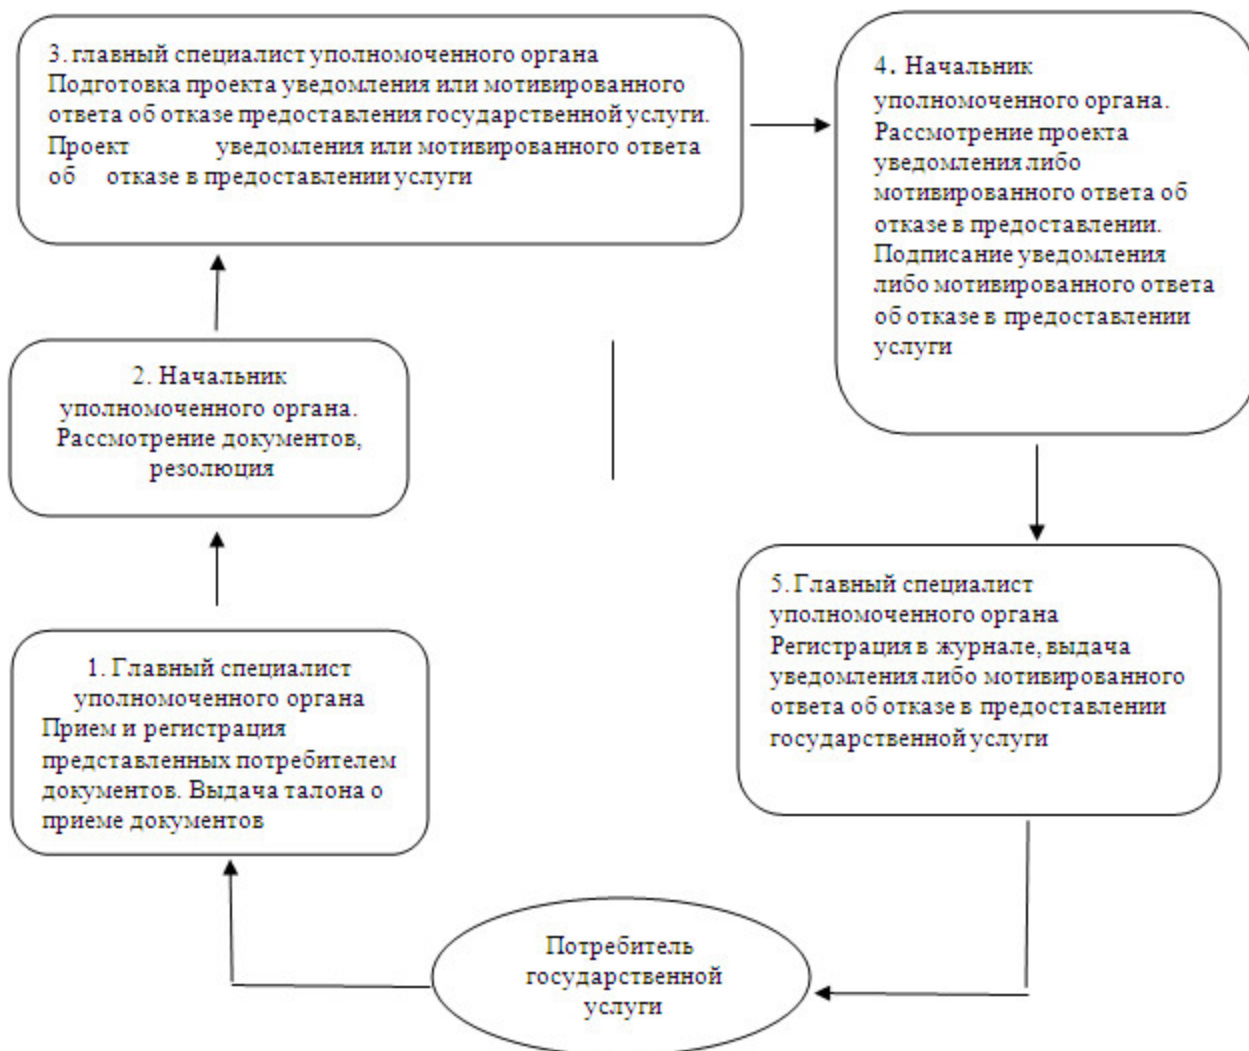 3. главный специалист уполномоченного органа
Подготовка проекта уведомления или мотивированного
ответа об отказе предоставления государственной услуги.
Проект уведомления или мотивированного ответа
об отказе в предоставлении услуги
4. Начальник
уполномоченного органа.
Рассмотрение проекта
уведомления либо
мотивированного ответа об
отказе в предоставлении.
Подписание уведомления
либо мотивированного ответа
об отказе в предоставлении
услуги
2. Начальник
уполномоченного органа.
Рассмотрение документов,
резолюция
5. Главный специалист
уполномоченного органа
Регистрация в журнале, выдача
уведомления либо мотивированного
ответа об отказе в предоставлении
государственной услуги
1. Главный специалист
уполномоченного органа
Прием и регистрация
представленных потребителем
документов. Выдача талона о
приеме документов
Потребитель
государственной
услуги